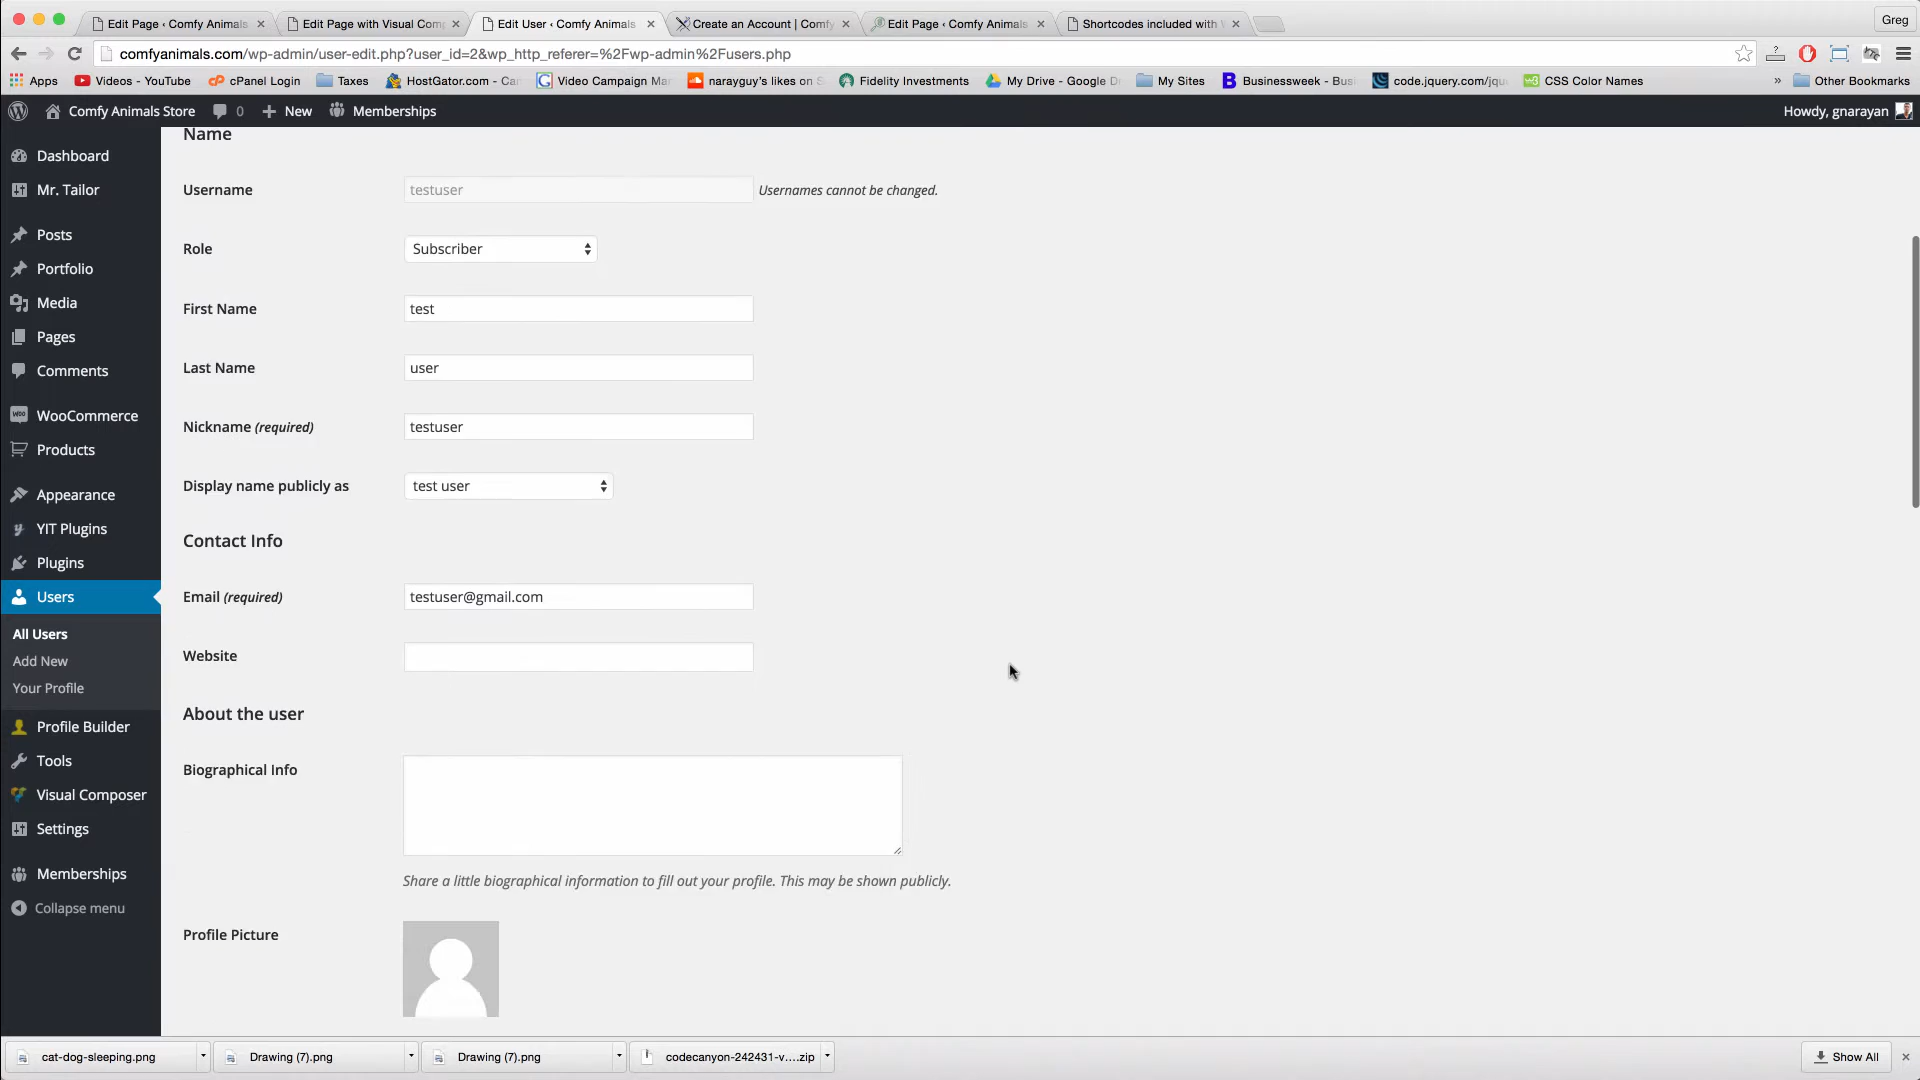 Edit Page ‹ Comfy Animals
Edit Page with Visual Comp
Edit User ‹ Comfy Animals
Create an Account | Comfy
Edit Page ‹ Comfy Animals
Shortcodes included with
Greg
comfyanimals.com/wp-admin/user-edit.php?user_id=2&wp_http_referer=%2Fwp-admin%2Fusers.php
Apps
Videos - YouTube
cPanel Login
Taxes
HostGator.com - Ca
Video Campaign Mar
narayguy's likes on S
Fidelity Investments
My Drive - Google D
My Sites
Businessweek - Bus
code.jquery.com/jqu
CSS Color Names
» Other Bookmarks
Comfy Animals Store
0
New
Memberships
Howdy, gnarayan
Dashboard
Mr. Tailor
Posts
Portfolio
Media
Pages
Comments
WooCommerce
Products
Appearance
YIT Plugins
Plugins
Users
All Users
Add New
Your Profile
Profile Builder
Tools
Visual Composer
Settings
Memberships
Collapse menu
Name
Username testuser Usernames cannot be changed.
Role Subscriber
First Name test
Last Name user
Nickname (required) testuser
Display name publicly as test user
Contact Info
Email (required) testuser@gmail.com
Website
About the user
Biographical Info
Share a little biographical information to fill out your profile. This may be shown publicly.
Profile Picture
cat-dog-sleeping.png
Drawing (7).png
Drawing (7).png
codecanyon-242431-v....zip
Show All